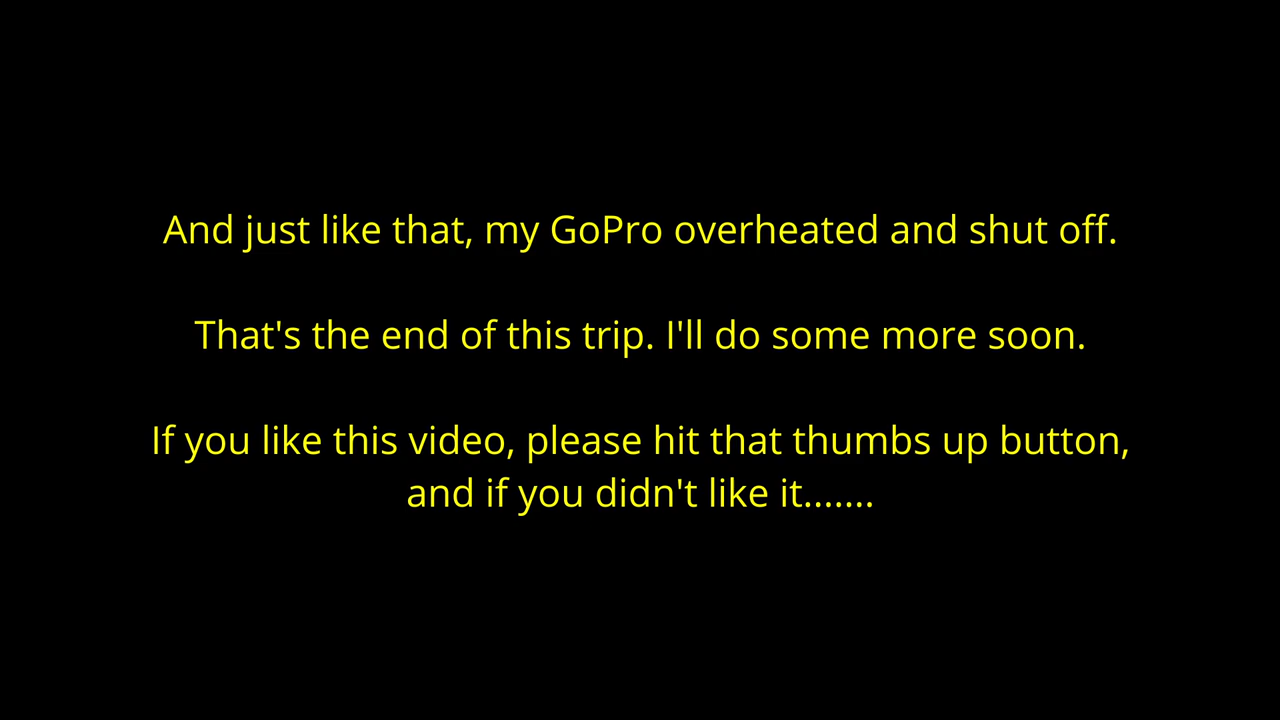 And just like that, my GoPro overheated and shut off.
That's the end of this trip. I'll do some more soon.
If you like this video, please hit that thumbs up button,
and if you didn't like it.......